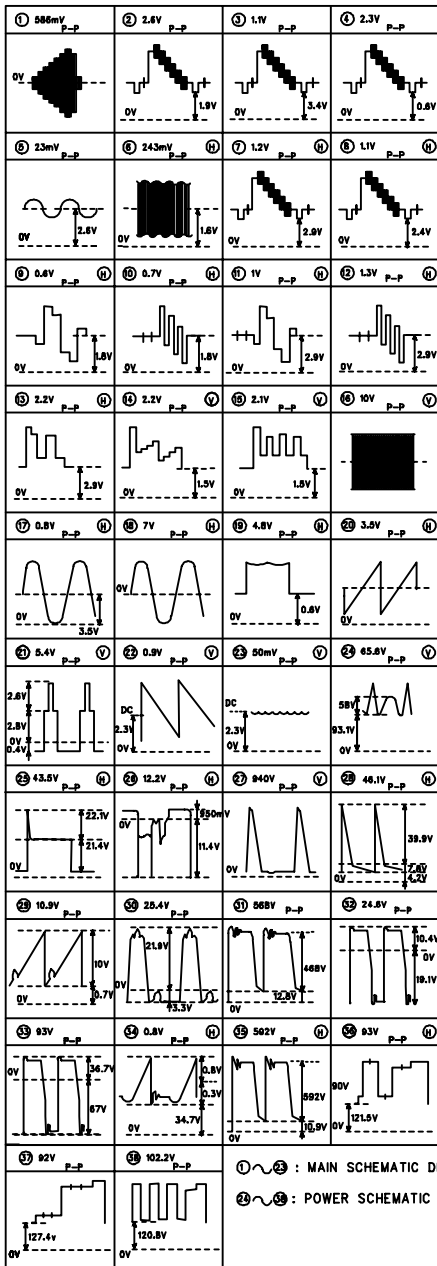 ① 586mV ② 2.6V Ⓗ ③ 1.1V Ⓗ ④ 2.3V Ⓗ
P-P P-P P-P P-P
0V
0V 1.9V 0V 3.4V 0V 0.6V
⑤ 23mV ⑥ 243mV Ⓗ ⑦ 1.2V Ⓗ ⑧ 1.1V Ⓗ
P-P P-P P-P P-P
0V 2.6V 0V 1.6V 0V 2.9V 0V 2.4V
⑨ 0.6V Ⓗ ⑩ 0.7V Ⓗ ⑪ 1V Ⓗ ⑫ 1.3V Ⓗ
P-P P-P P-P P-P
0V 1.8V 0V 1.8V 0V 2.9V 0V 2.9V
⑬ 2.2V Ⓗ ⑭ 2.2V Ⓥ ⑮ 2.1V Ⓥ ⑯ 10V
P-P P-P P-P P-P
0V 2.9V 0V 1.5V 0V 1.5V
⑰ 0.8V Ⓗ ⑱ 7V Ⓗ ⑲ 4.8V Ⓗ ⑳ 3.5V
P-P P-P P-P P-P
0V 3.5V 0V 0V 0.6V 0V
㉑ 5.4V Ⓥ ㉒ 0.9V Ⓥ ㉓ 50mV Ⓥ ㉔ 65.6V Ⓥ
P-P P-P P-P P-P
2.6V 2.8V 0V 0.4V
DC 2.3V 0V
DC 2.3V 0V
58V 93.1V 0V
㉕ 43.5V Ⓗ ㉖ 12.2V Ⓗ ㉗ 940V Ⓥ ㉘ 46.1V Ⓗ
P-P P-P P-P P-P
22.1V 21.4V 0V
950mV 0V 11.4V
0V
39.9V 7.8V 4.2V 0V
㉙ 10.9V ㉚ 25.4V ㉛ 568V ㉜ 24.6V Ⓗ
P-P P-P P-P P-P
10V 0.7V 0V
21.9V 0V 3.3V
468V 12.8V 0V
10.4V 0V 19.1V
㉝ 93V Ⓗ ㉞ 0.8V Ⓗ ㉟ 592V Ⓗ ㊱ 93V Ⓗ
P-P P-P P-P P-P
0V 36.7V 67V
0.8V 0.3V 34.7V 0V
592V 10.9V 0V
90V 121.5V 0V
㊲ 92V ㊳ 102.2V
P-P P-P
127.4v 0V 120.8V 0V
①~㉓ : MAIN SCHEMATIC D
㉔~㊳ : POWER SCHEMATIC